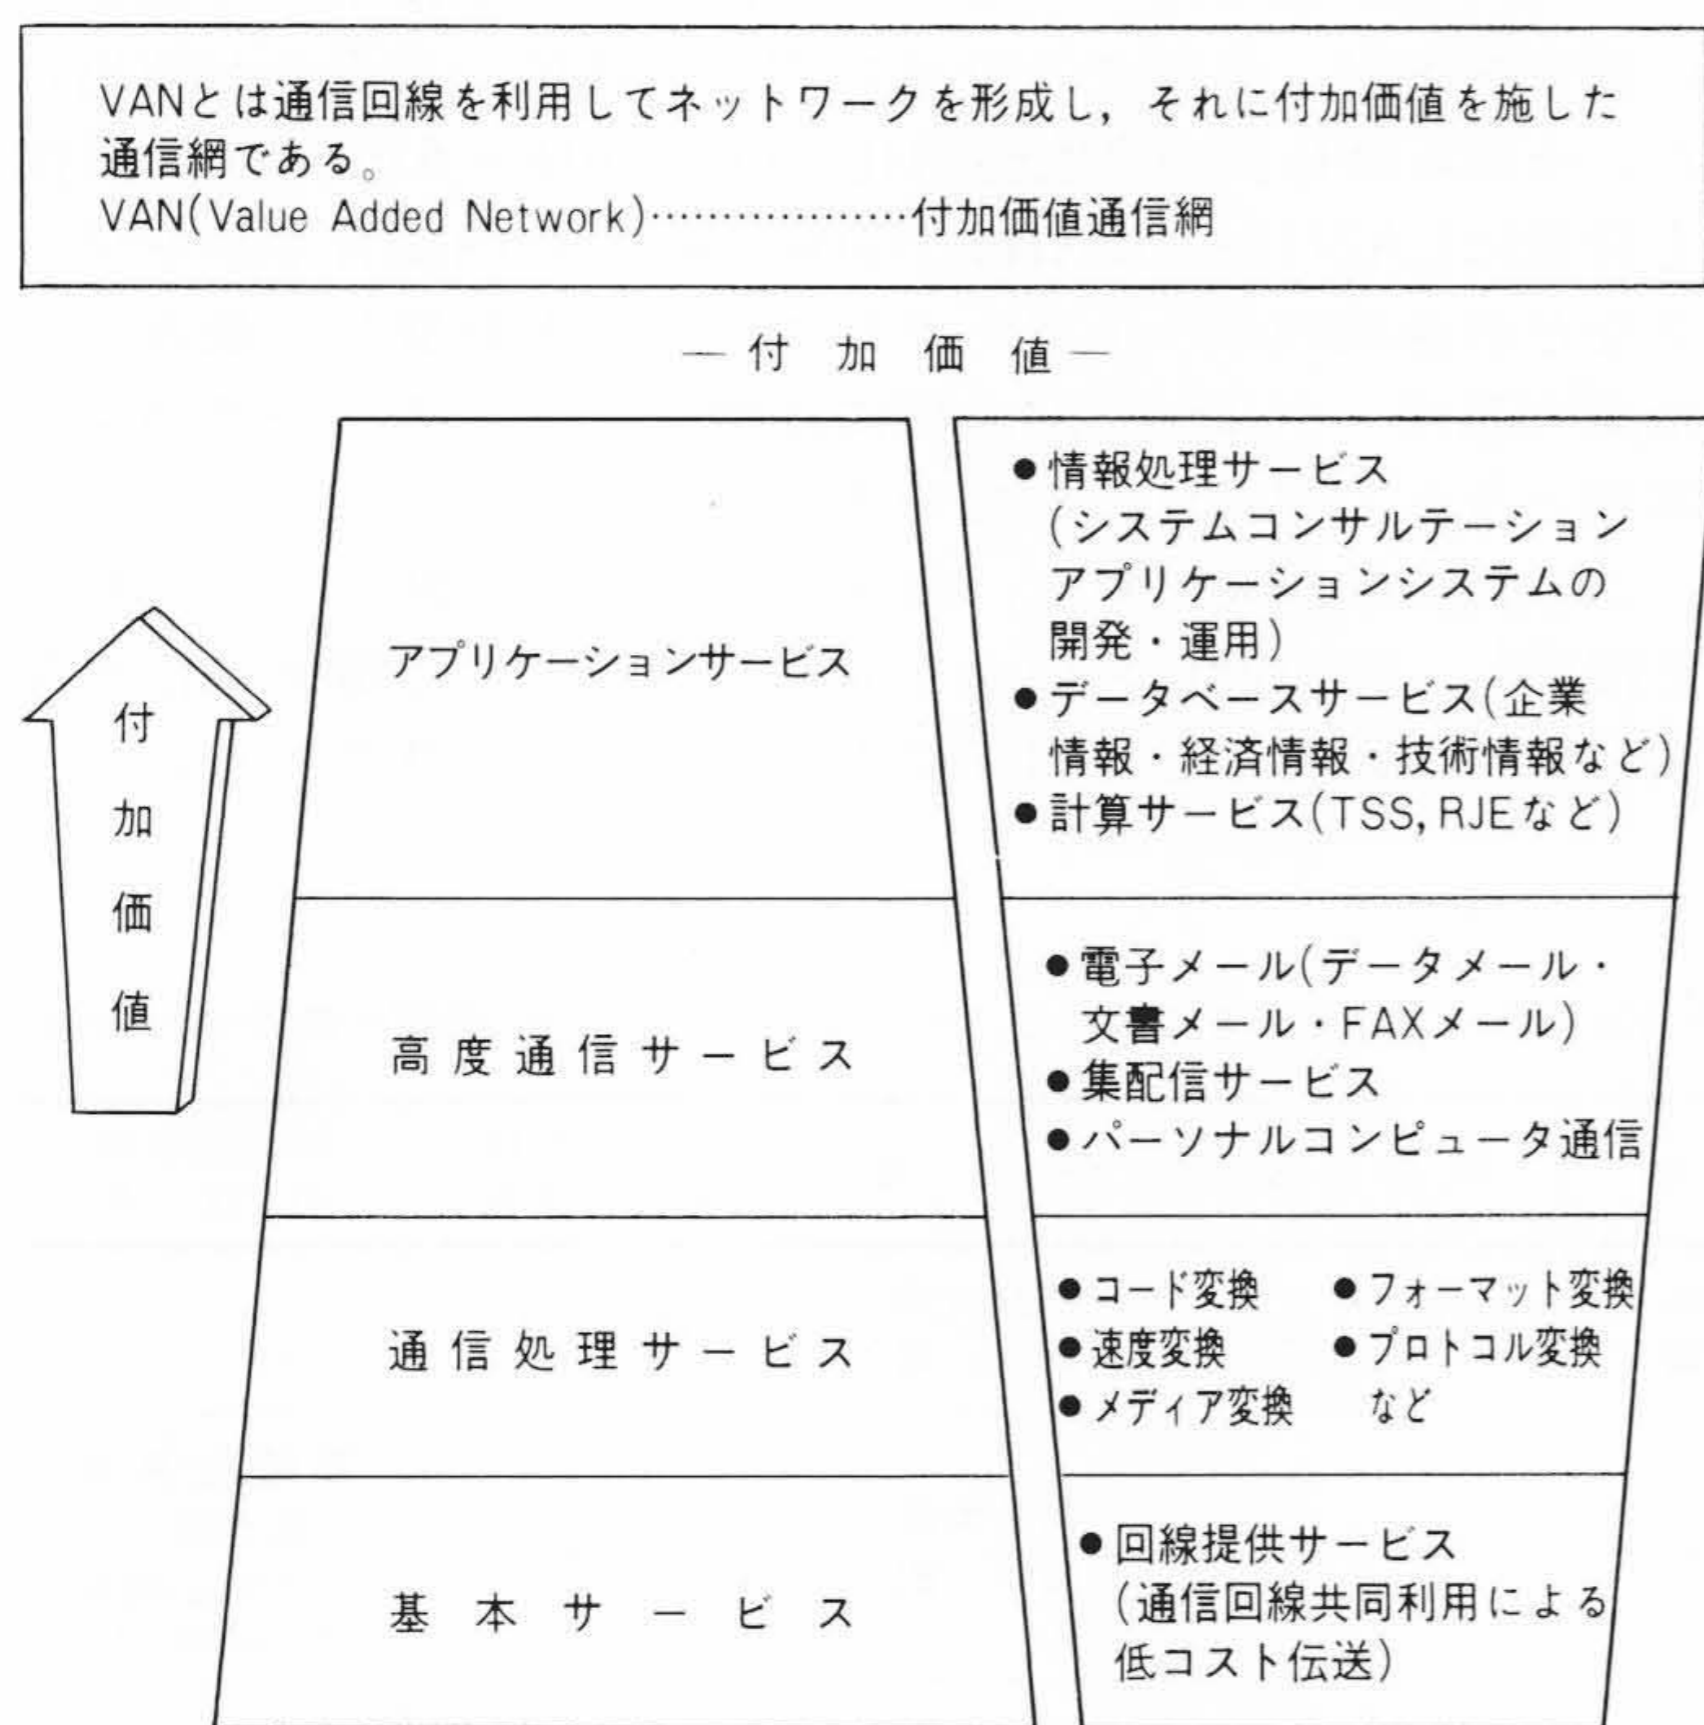 VANとは通信回線を利用してネットワークを形成し，それに付加価値を施した
通信網である。
VAN(Value Added Network)………………付加価値通信網
― 付 加 価 値 ―
付
加
価
値
アプリケーションサービス
●情報処理サービス
(システムコンサルテーション
アプリケーションシステムの
開発・運用)
●データベースサービス(企業
情報・経済情報・技術情報など)
●計算サービス(TSS, RJEなど)
高度通信サービス
●電子メール(データメール・
文書メール・FAXメール)
●集配信サービス
●パーソナルコンピュータ通信
通信処理サービス
●コード変換 ●フォーマット変換
●速度変換 ●プロトコル変換
●メディア変換 など
基本サービス
●回線提供サービス
(通信回線共同利用による
低コスト伝送)